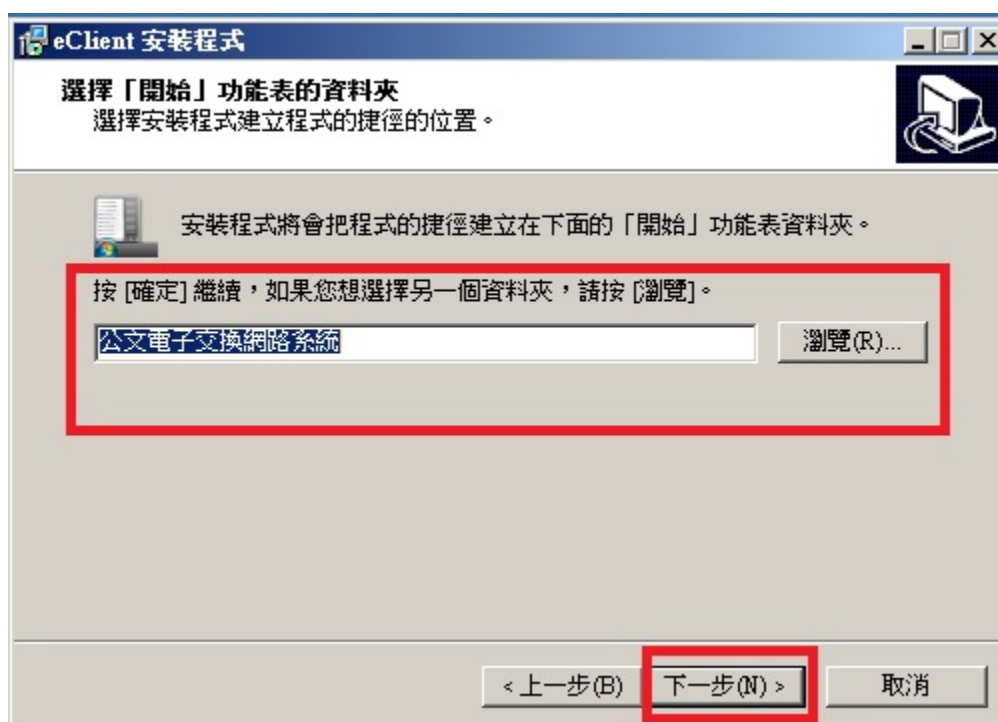 eClient 安裝程式
選擇「開始」功能表的資料夾
選擇安裝程式建立程式的捷徑的位置。
安裝程式將會把程式的捷徑建立在下面的「開始」功能表資料夾。
按 [確定] 繼續，如果您想選擇另一個資料夾，請按 [瀏覽]。
公文電子交換網路系統
瀏覽(R)...
< 上一步(B)
下一步(N) >
取消